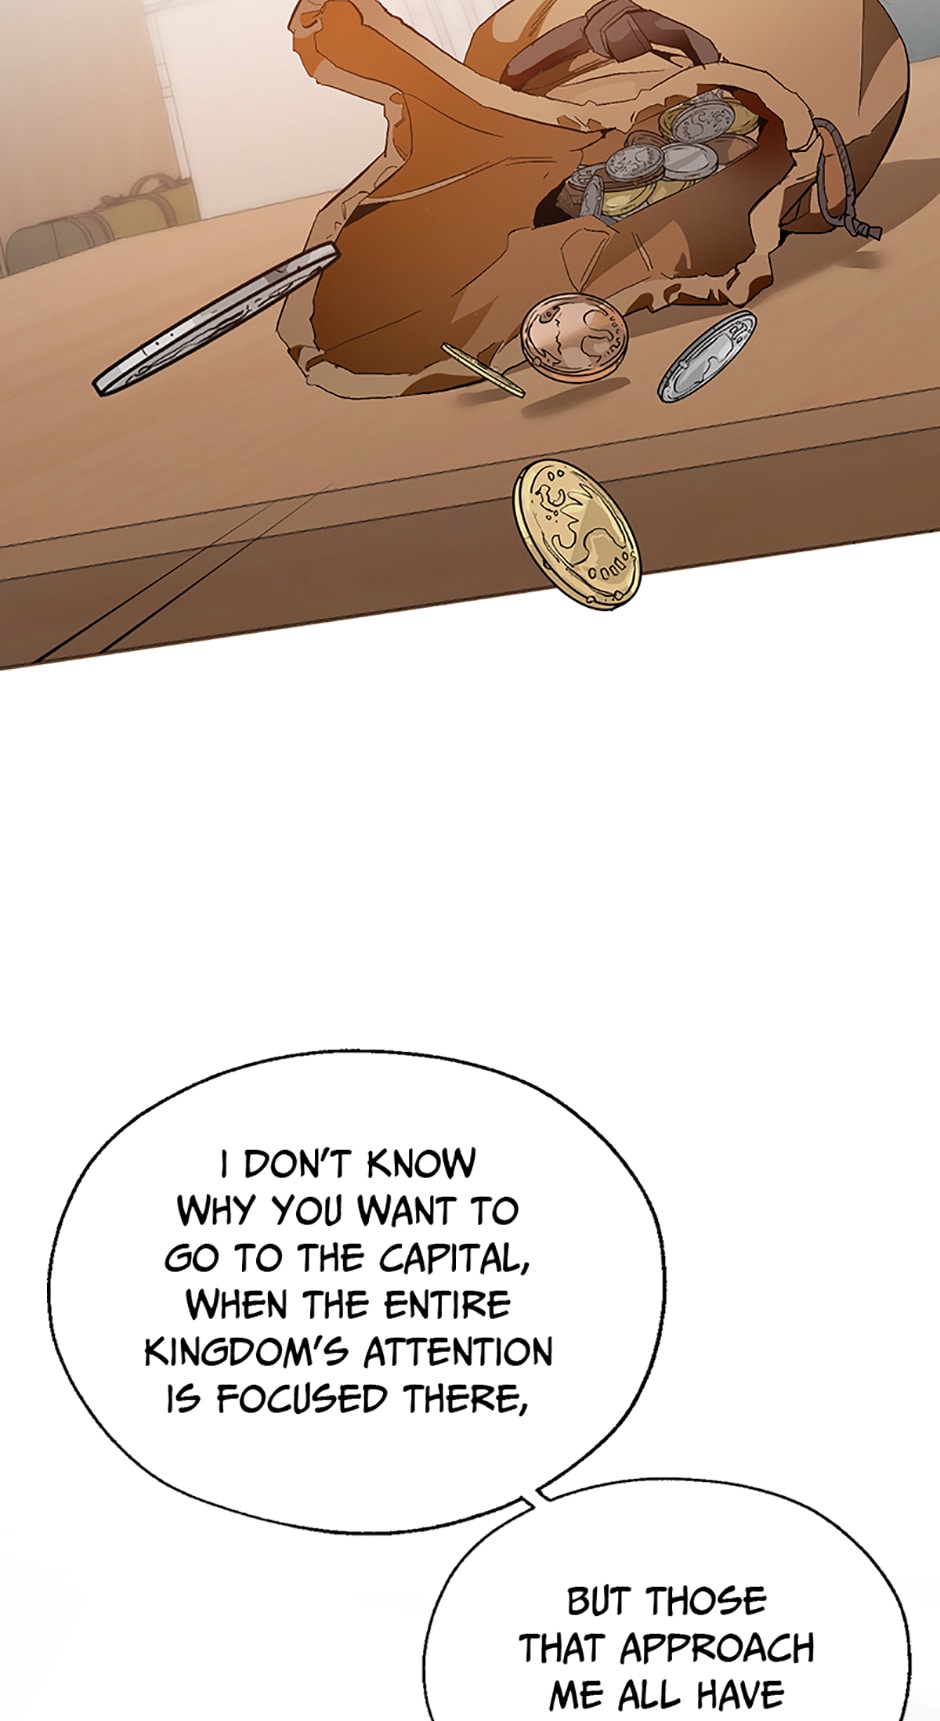 I DON'T KNOW
WHY YOU WANT TO
GO TO THE CAPITAL,
WHEN THE ENTIRE
KINGDOM'S ATTENTION
IS FOCUSED THERE,
BUT THOSE
THAT APPROACH
ME ALL HAVE